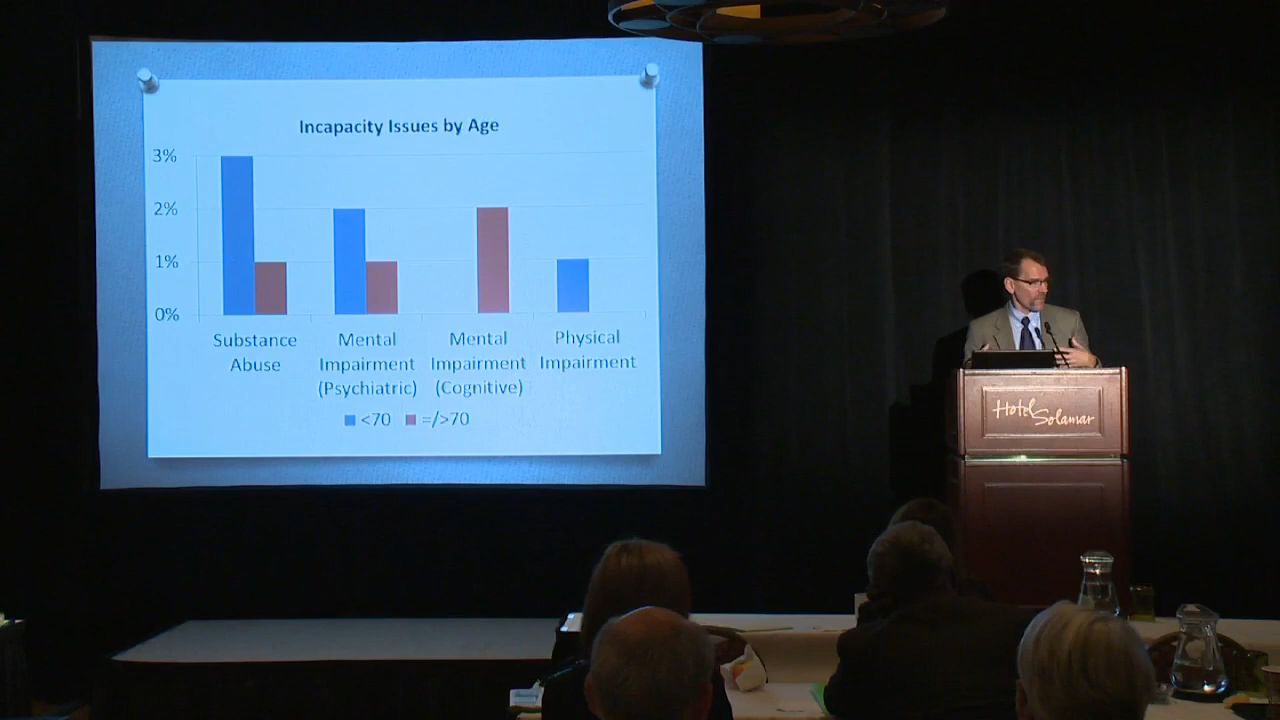 Incapacity Issues by Age
3%
2%
1%
0%
Substance
Abuse
Mental
Impairment
(Psychiatric)
Mental
Impairment
(Cognitive)
Physical
Impairment
<70
=/>70
Hotel Solamar